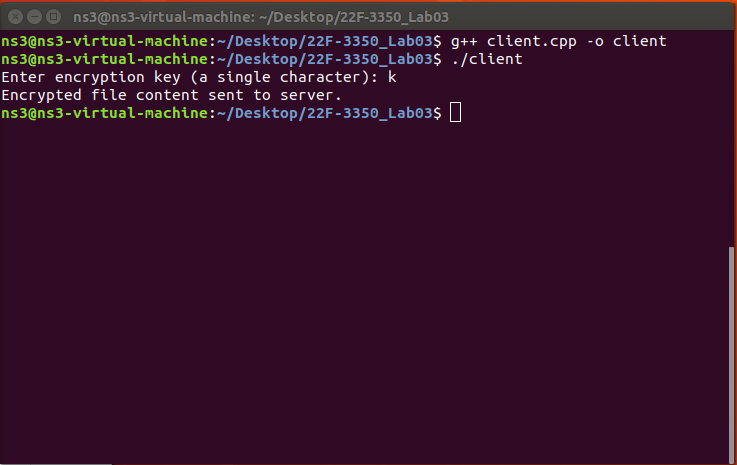 ns3@ns3-virtual-machine: ~/Desktop/22F-3350_Lab03
ns3@ns3-virtual-machine:~/Desktop/22F-3350_Lab03$ g++ client.cpp -o client
ns3@ns3-virtual-machine:~/Desktop/22F-3350_Lab03$ ./client
Enter encryption key (a single character): k
Encrypted file content sent to server.
ns3@ns3-virtual-machine:~/Desktop/22F-3350_Lab03$